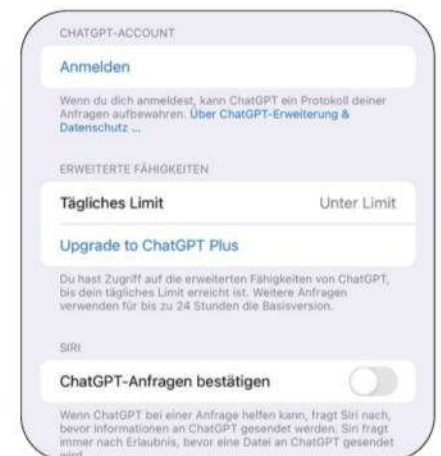 CHATGPT-ACCOUNT
Anmelden
Wenn du dich anmeldest, kann ChatGPT ein Protokoll deiner
Anfragen aufbewahren. Über ChatGPT-Erweiterung &
Datenschutz ...
ERWEITERTE FÄHIGKEITEN
Tägliches Limit Unter Limit
Upgrade to ChatGPT Plus
Du hast Zugriff auf die erweiterten Fähigkeiten von ChatGPT,
bis dein tägliches Limit erreicht ist. Weitere Anfragen
verwenden für bis zu 24 Stunden die Basisversion.
SIRI
ChatGPT-Anfragen bestätigen
Wenn ChatGPT bei einer Anfrage helfen kann, fragt Siri nach,
bevor Informationen an ChatGPT gesendet werden. Siri fragt
immer nach Erlaubnis, bevor eine Datei an ChatGPT gesendet
wird